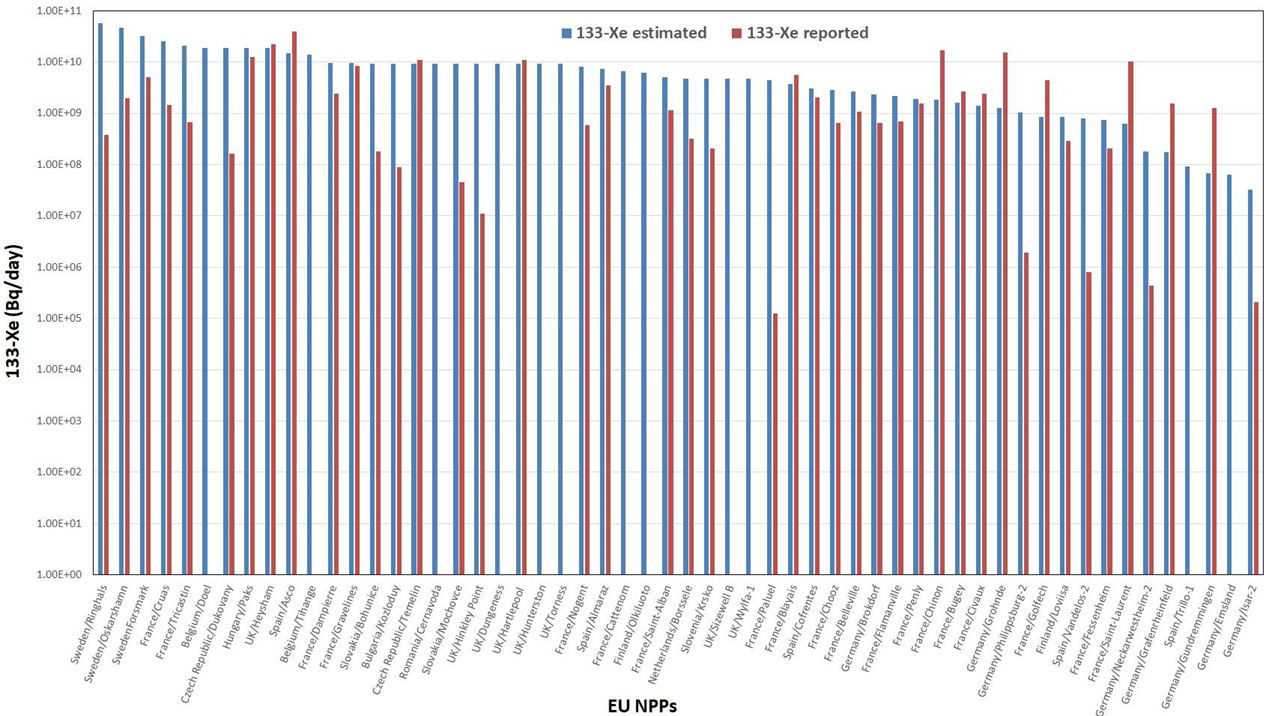 133-Xe estimated 133-Xe reported
1.00E+11
1.00E+10
1.00E+09
1.00E+08
1.00E+07
1.00E+06
1.00E+05
1.00E+04
1.00E+03
1.00E+02
1.00E+01
1.00E+00
133-Xe (Bq/day)
Sweden/Ringhals
Sweden/Oskarshamn
SwedenForsmark
France/Cruas
France/Tricastin
Belgium/Doel
Czech Republic/Dukovany
Hungary/Paks
UK/Heysham
Spain/Asco
Belgium/Tihange
France/Dampierre
France/Gravelines
Slovakia/Bohunice
Bulgaria/Kozloduy
Czech Republic/Temelin
Romania/Cernavoda
Slovakia/Mochovce
UK/Hinkley Point
UK/Dungeness
UK/Hartlepool
UK/Hunterston
UK/Torness
France/Nogent
Spain/Almaraz
France/Cattenom
Finland/Olkiluoto
France/Saint-Alban
Netherlands/Borssele
Slovenia/Krsko
UK/Sizewell B
UK/Wylfa-1
France/Paluel
France/Blayais
Spain/Cofrentes
France/Chooz
France/Belleville
Germany/Brokdorf
France/Flamanville
France/Penly
France/Chinon
France/Bugey
France/Civaux
Germany/Grohnde
Germany/Philippsburg-2
France/Golfech
Finland/Loviisa
Spain/Vandelos-2
France/Fessenheim
France/Saint-Laurent
Germany/Neckarwestheim-2
Germany/Grafenrheinfeld
Spain/Trillo-1
Germany/Gundremmingen
Germany/Emsland
Germany/Isar-2
EU NPPs